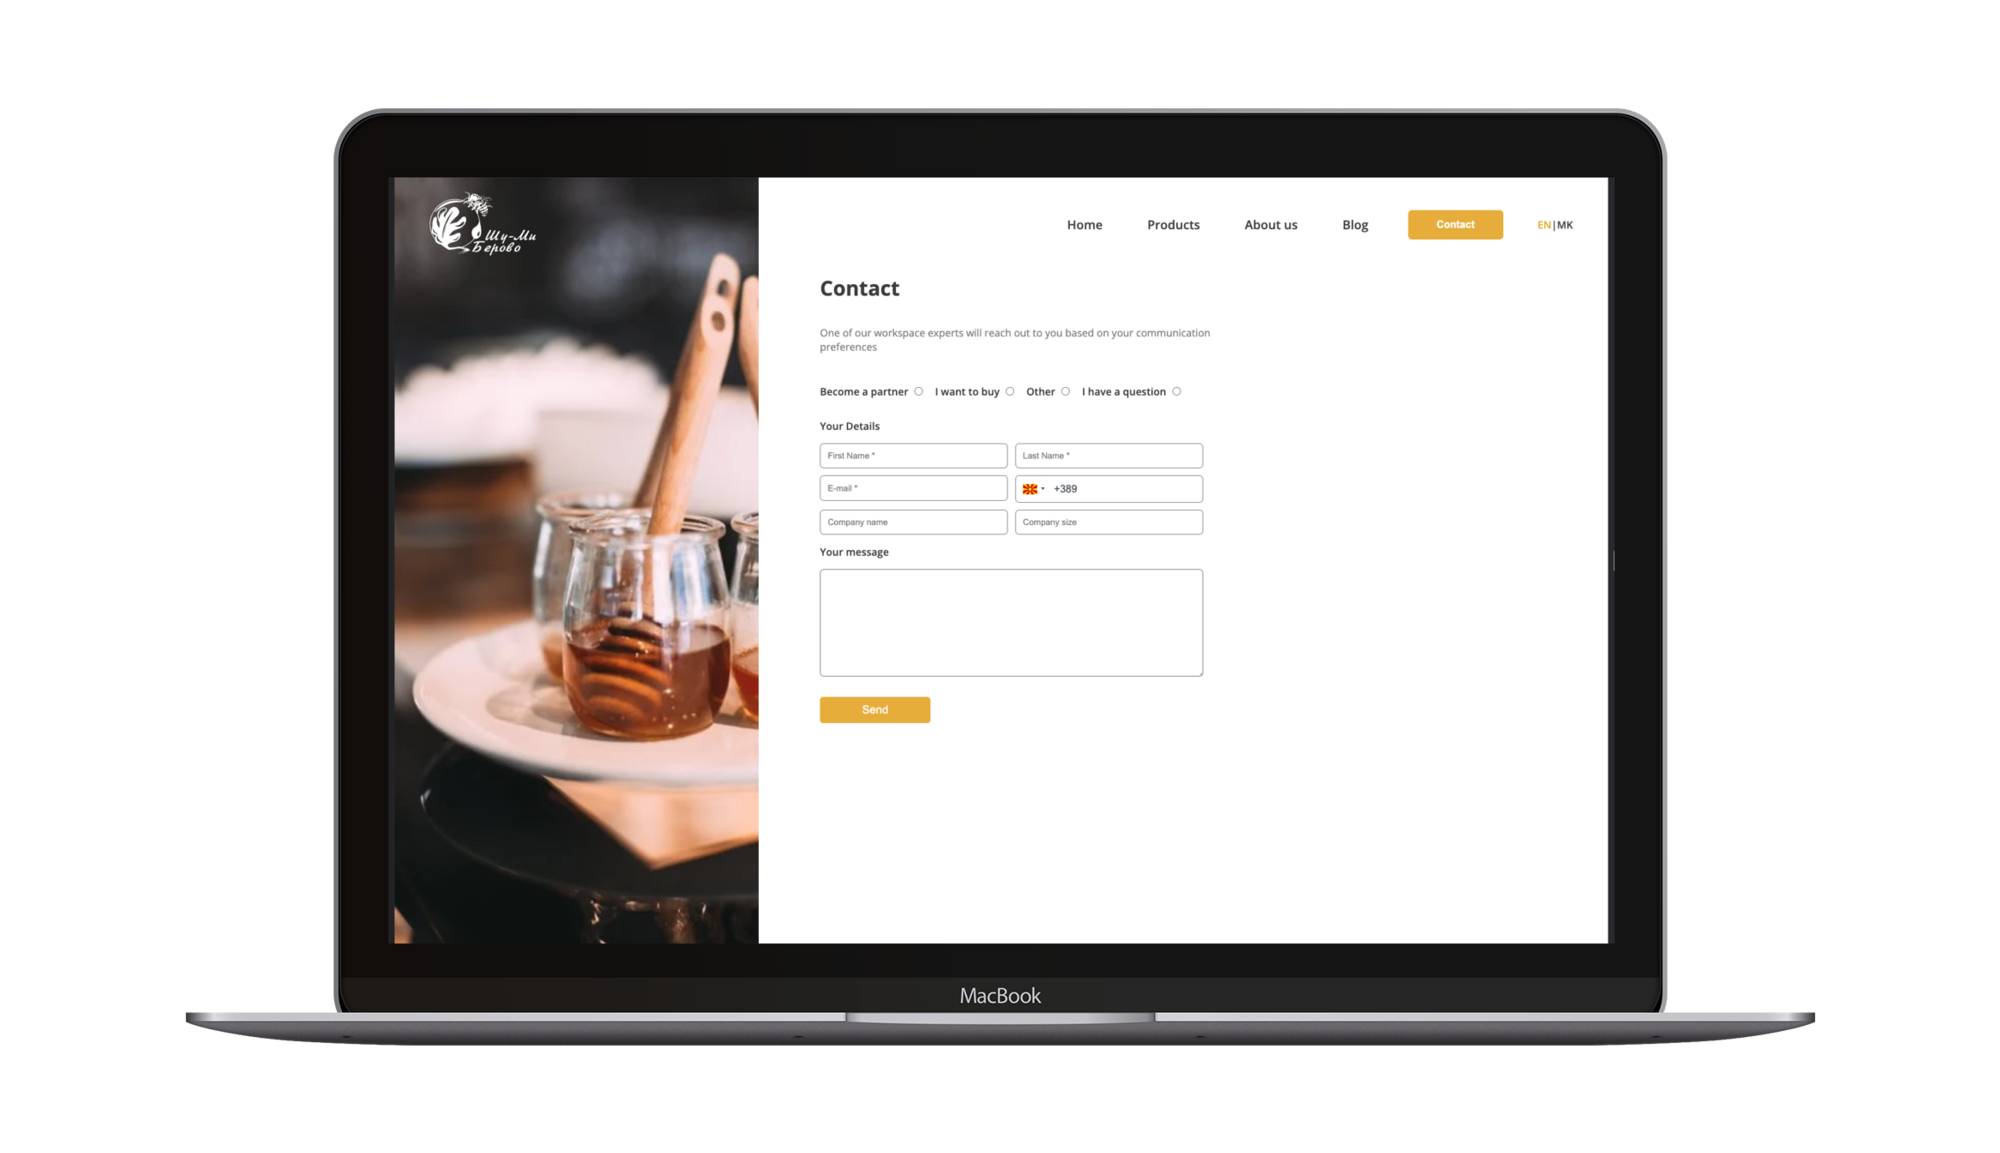 Шу-Ми
Берово
Home
Products
About us
Blog
Contact
EN|MK
Contact
One of our workspace experts will reach out to you based on your communication
preferences
Become a partner
I want to buy
Other
I have a question
Your Details
First Name *
Last Name *
E-mail *
+389
Company name
Company size
Your message
Send
MacBook